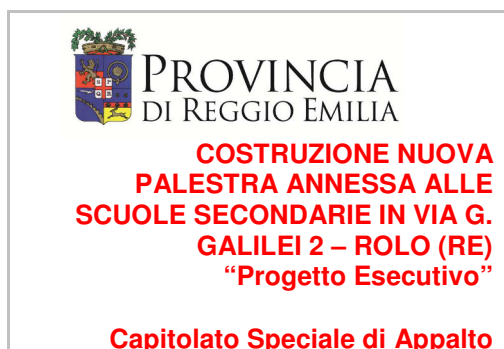 PROVINCIA
DI REGGIO EMILIA
COSTRUZIONE NUOVA
PALESTRA ANNESSA ALLE
SCUOLE SECONDARIE IN VIA G.
GALILEI 2 – ROLO (RE)
“Progetto Esecutivo”
Capitolato Speciale di Appalto